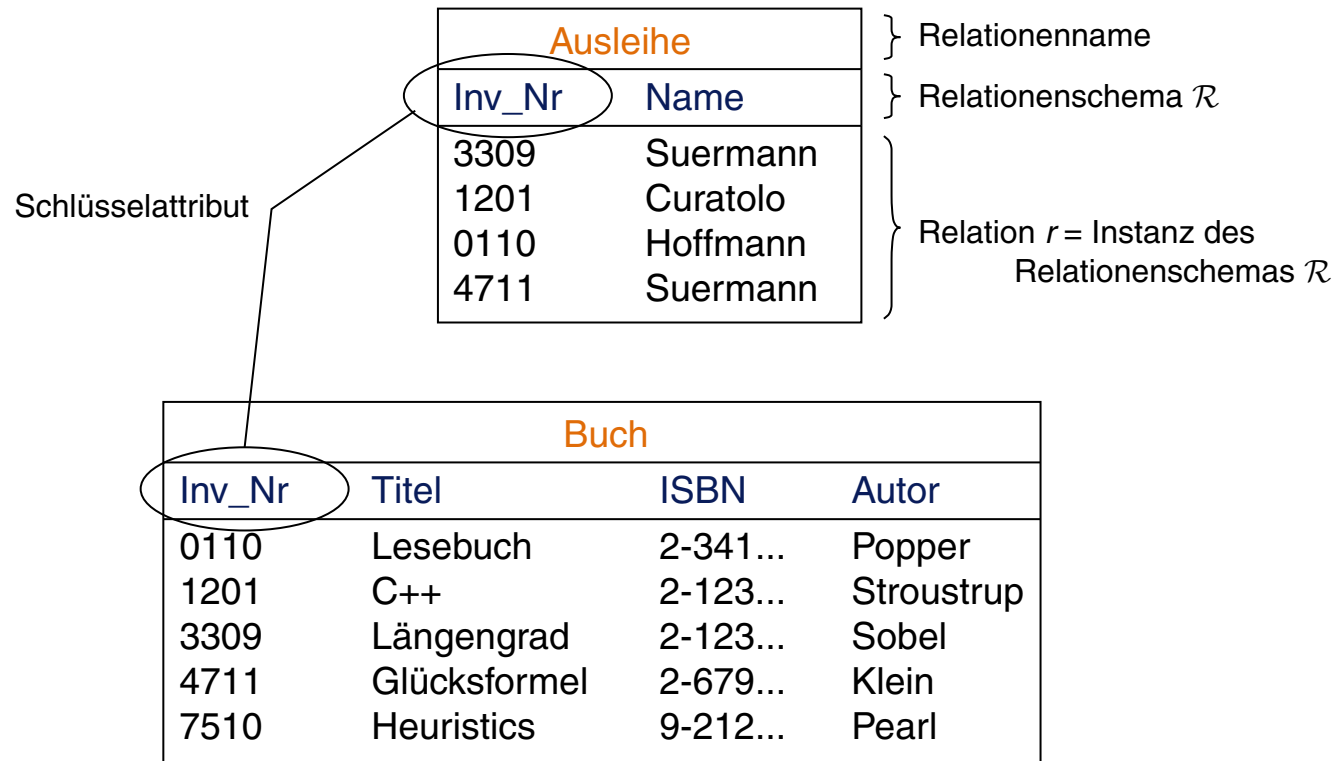 Ausleihe
Relationenname
Inv_Nr Name
Relationenschema ℛ
3309 Suermann
1201 Curatolo
0110 Hoffmann
4711 Suermann
Schlüsselattribut
Relation r = Instanz des
Relationenschemas ℛ
Buch
Inv_Nr Titel ISBN Autor
0110 Lesebuch 2-341... Popper
1201 C++ 2-123... Stroustrup
3309 Längengrad 2-123... Sobel
4711 Glücksformel 2-679... Klein
7510 Heuristics 9-212... Pearl